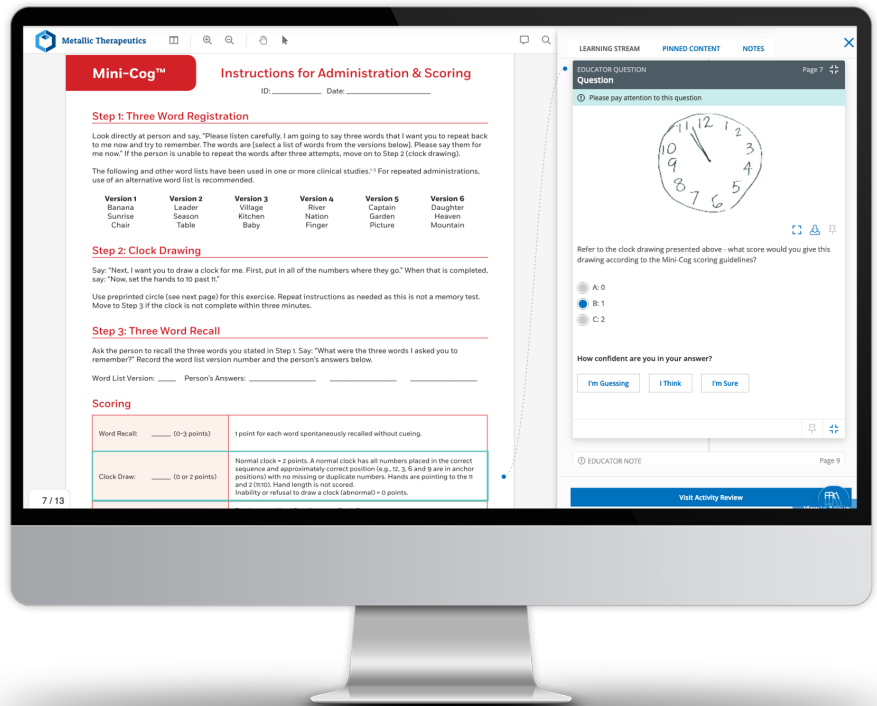 Metallic Therapeutics
Mini-Cog™
Instructions for Administration & Scoring
ID: ____________ Date: ____________________
Step 1: Three Word Registration
Look directly at person and say, "Please listen carefully. I am going to say three words that I want you to repeat back
to me now and try to remember. The words are [select a list of words from the versions below]. Please say them for
me now." If the person is unable to repeat the words after three attempts, move on to Step 2 (clock drawing).
The following and other word lists have been used in one or more clinical studies. For repeated administrations,
use of an alternative word list is recommended.
Version 1 Version 2 Version 3 Version 4 Version 5 Version 6
Banana Leader Village River Captain Daughter
Sunrise Season Kitchen Nation Garden Heaven
Chair Table Baby Finger Picture Mountain
Step 2: Clock Drawing
Say: "Next, I want you to draw a clock for me. First, put in all of the numbers where they go." When that is completed,
say: "Now, set the hands to 10 past 11."
Use preprinted circle (see next page) for this exercise. Repeat instructions as needed as this is not a memory test.
Move to Step 3 if the clock is not complete within three minutes.
Step 3: Three Word Recall
Ask the person to recall the three words you stated in Step 1. Say: "What were the three words I asked you to
remember?" Record the word list version number and the person's answers below.
Word List Version: _____ Person's Answers: ___________________ ___________________ ___________________
Scoring
Word Recall: _____ (0-3 points)
1 point for each word spontaneously recalled without cueing.
Clock Draw: _____ (0 or 2 points)
Normal clock = 2 points. A normal clock has all numbers placed in the correct
sequence and approximately correct position (e.g., 12, 3, 6 and 9 are in anchor
positions) with no missing or duplicate numbers. Hands are pointing to the 11
and 2 (11:10). Hand length is not scored.
Inability or refusal to draw a clock (abnormal) = 0 points.
7 / 13
LEARNING STREAM PINNED CONTENT NOTES
EDUCATOR QUESTION Page 7
Question
Please pay attention to this question
11 12 1 2
10 3
9 4
8 7 6 5
Refer to the clock drawing presented above - what score would you give this
drawing according to the Mini-Cog scoring guidelines?
A: 0
B: 1
C: 2
How confident are you in your answer?
I'm Guessing I Think I'm Sure
EDUCATOR NOTE Page 9
Visit Activity Review